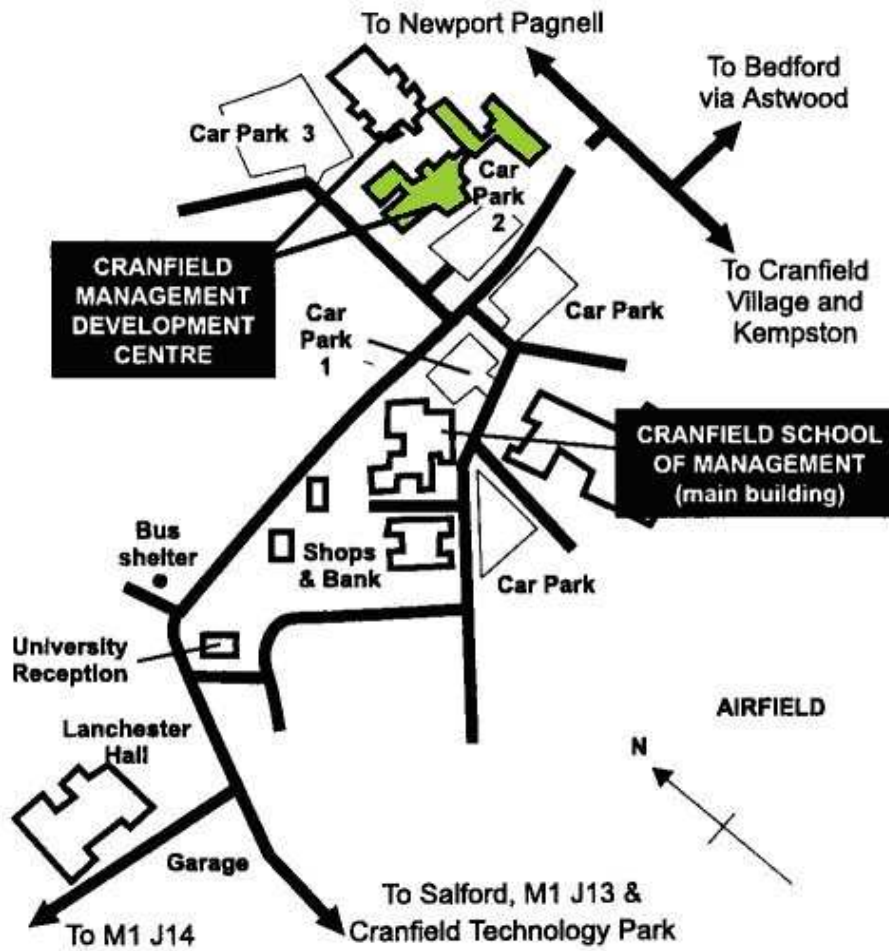 To Newport Pagnell
To Bedford
via Astwood
Car Park 3
Car
Park
2
CRANFIELD
MANAGEMENT
DEVELOPMENT
CENTRE
To Cranfield
Village and
Kempston
Car
Park
1
Car Park
CRANFIELD SCHOOL
OF MANAGEMENT
(main building)
Bus
shelter
Shops
& Bank
Car Park
University
Reception
AIRFIELD
Lanchester
Hall
N
Garage
To M1 J14
To Salford, M1 J13 &
Cranfield Technology Park